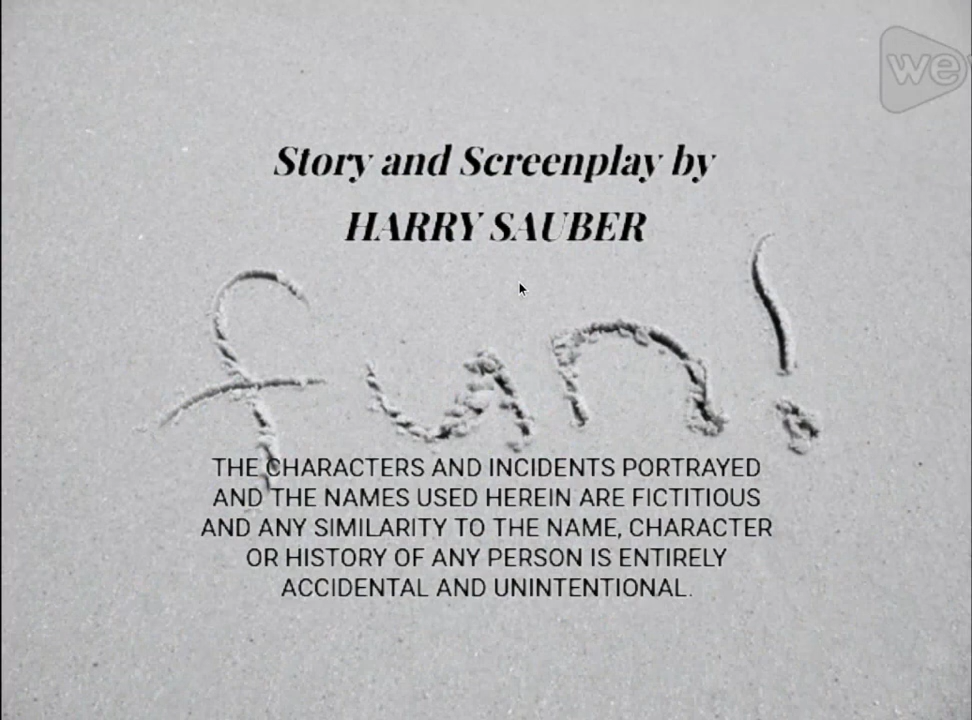 we
Story and Screenplay by
HARRY SAUBER
fun!
THE CHARACTERS AND INCIDENTS PORTRAYED
AND THE NAMES USED HEREIN ARE FICTITIOUS
AND ANY SIMILARITY TO THE NAME, CHARACTER
OR HISTORY OF ANY PERSON IS ENTIRELY
ACCIDENTAL AND UNINTENTIONAL.